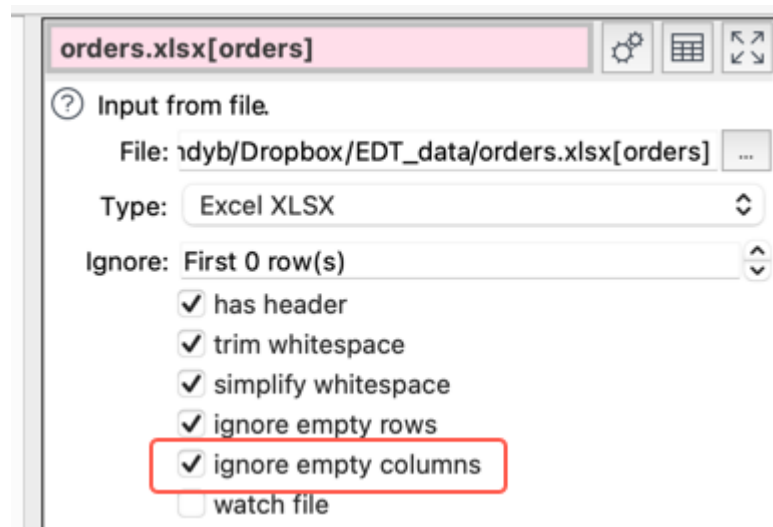 orders.xlsx[orders]
? Input from file.
File: ndyb/Dropbox/EDT_data/orders.xlsx[orders] ...
Type: Excel XLSX
Ignore: First 0 row(s)
has header
trim whitespace
simplify whitespace
ignore empty rows
ignore empty columns
watch file